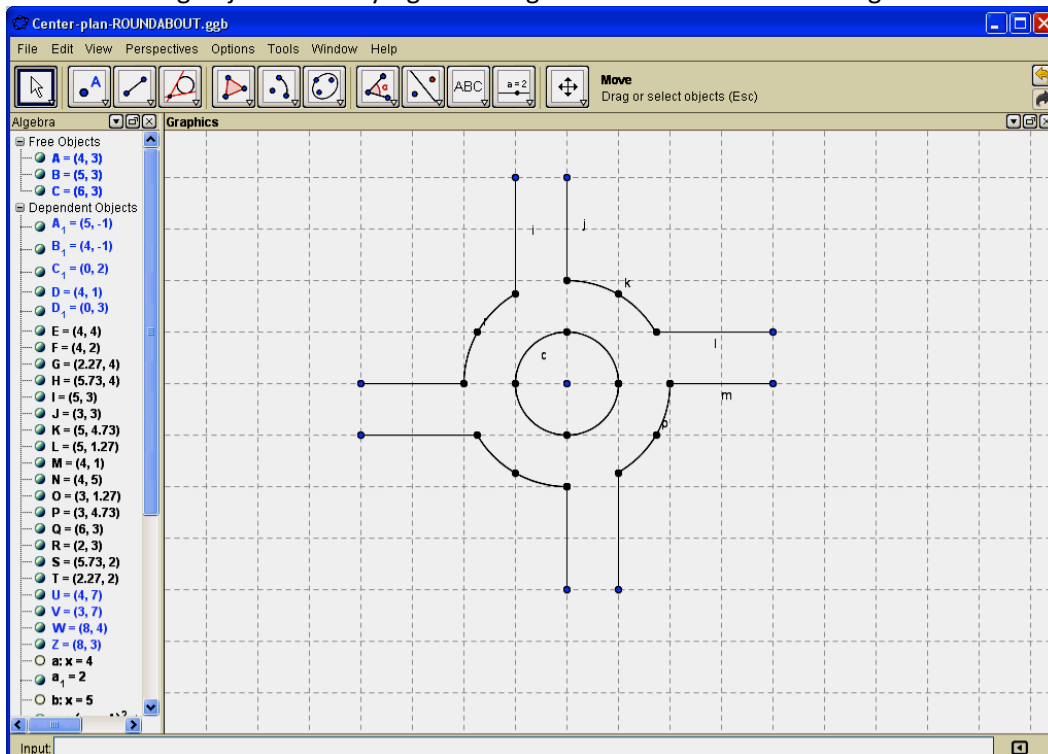 Center-plan-ROUNDABOUT.ggb
File Edit View Perspectives Options Tools Window Help
A
ABC
a=2
Move
Drag or select objects (Esc)
Algebra
Graphics
Free Objects
A = (4, 3)
B = (5, 3)
C = (6, 3)
Dependent Objects
A1 = (5, -1)
B1 = (4, -1)
C1 = (0, 2)
D = (4, 1)
D1 = (0, 3)
E = (4, 4)
F = (4, 2)
G = (2.27, 4)
H = (5.73, 4)
I = (5, 3)
J = (3, 3)
K = (5, 4.73)
L = (5, 1.27)
M = (4, 1)
N = (4, 5)
O = (3, 1.27)
P = (3, 4.73)
Q = (6, 3)
R = (2, 3)
S = (5.73, 2)
T = (2.27, 2)
U = (4, 7)
V = (3, 7)
W = (8, 4)
Z = (8, 3)
a: x = 4
a1 = 2
b: x = 5
i
j
k
r
l
c
m
p
Input: